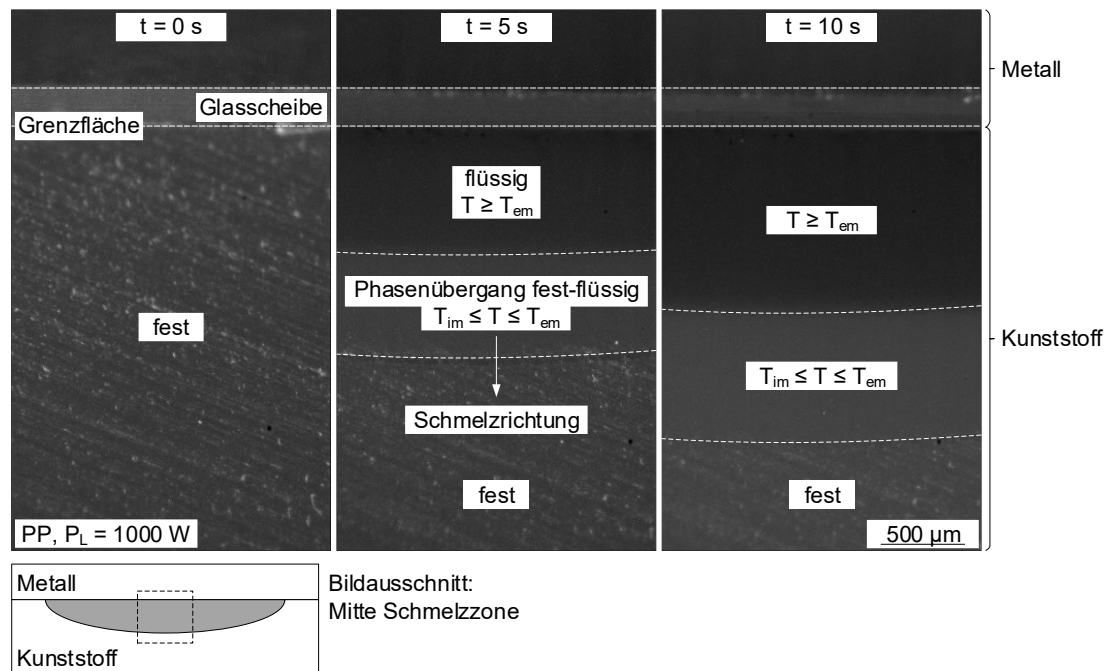 t = 0 s
t = 5 s
t = 10 s
Metall
Glasscheibe
Grenzfläche
flüssig
T ≥ Tem
T ≥ Tem
Phasenübergang fest-flüssig
Tim ≤ T ≤ Tem
fest
Kunststoff
Tim ≤ T ≤ Tem
Schmelzrichtung
fest
fest
PP, PL = 1000 W
500 µm
Metall
Kunststoff
Bildausschnitt:
Mitte Schmelzzone